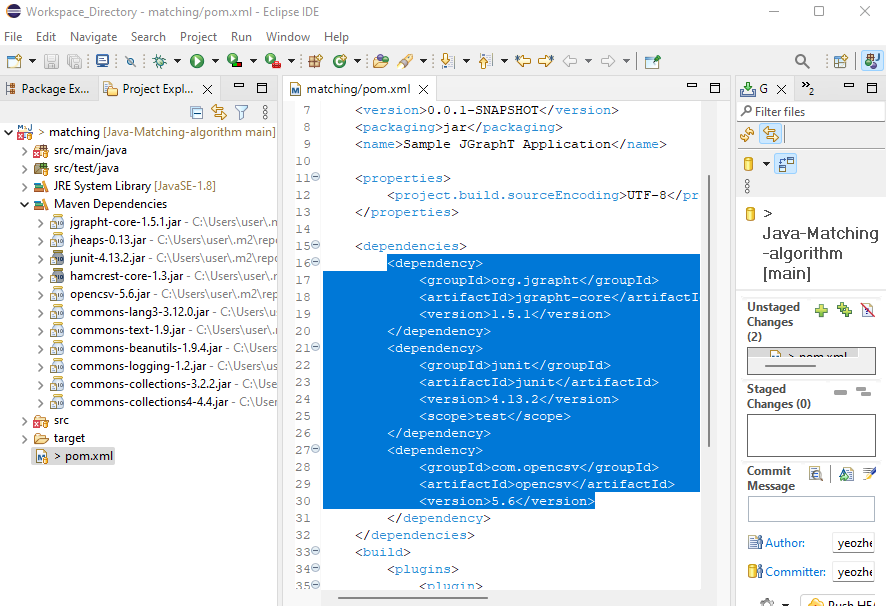 Workspace_Directory - matching/pom.xml - Eclipse IDE
File Edit Navigate Search Project Run Window Help
Package Ex... Project Expl...
> matching [Java-Matching-algorithm main]
src/main/java
src/test/java
JRE System Library [JavaSE-1.8]
Maven Dependencies
jgrapht-core-1.5.1.jar - C:\Users\user\.n
jheaps-0.13.jar - C:\Users\user\.m2\repo
junit-4.13.2.jar - C:\Users\user\.m2\repo
hamcrest-core-1.3.jar - C:\Users\user\.
opencsv-5.6.jar - C:\Users\user\.m2\rep
commons-lang3-3.12.0.jar - C:\Users\u
commons-text-1.9.jar - C:\Users\user\.
commons-beanutils-1.9.4.jar - C:\Users
commons-logging-1.2.jar - C:\Users\us
commons-collections-3.2.2.jar - C:\User
commons-collections4-4.4.jar - C:\User
src
target
> pom.xml
matching/pom.xml
7 <version>0.0.1-SNAPSHOT</version>
8 <packaging>jar</packaging>
9 <name>Sample JGraphT Application</name>
10
11 <properties>
12 <project.build.sourceEncoding>UTF-8</pr
13 </properties>
14
15 <dependencies>
16 <dependency>
17 <groupId>org.jgrapht</groupId>
18 <artifactId>jgrapht-core</artifactI
19 <version>1.5.1</version>
20 </dependency>
21 <dependency>
22 <groupId>junit</groupId>
23 <artifactId>junit</artifactId>
24 <version>4.13.2</version>
25 <scope>test</scope>
26 </dependency>
27 <dependency>
28 <groupId>com.opencsv</groupId>
29 <artifactId>opencsv</artifactId>
30 <version>5.6</version>
31 </dependency>
32 </dependencies>
33 <build>
34 <plugins>
35 <plugin>
G
2
Filter files
>
Java-Matching
-algorithm
[main]
Unstaged
Changes
(2)
> pom.xml
Staged
Changes (0)
Commit
Message
Author: yeozhe
Committer: yeozhe
Push HE